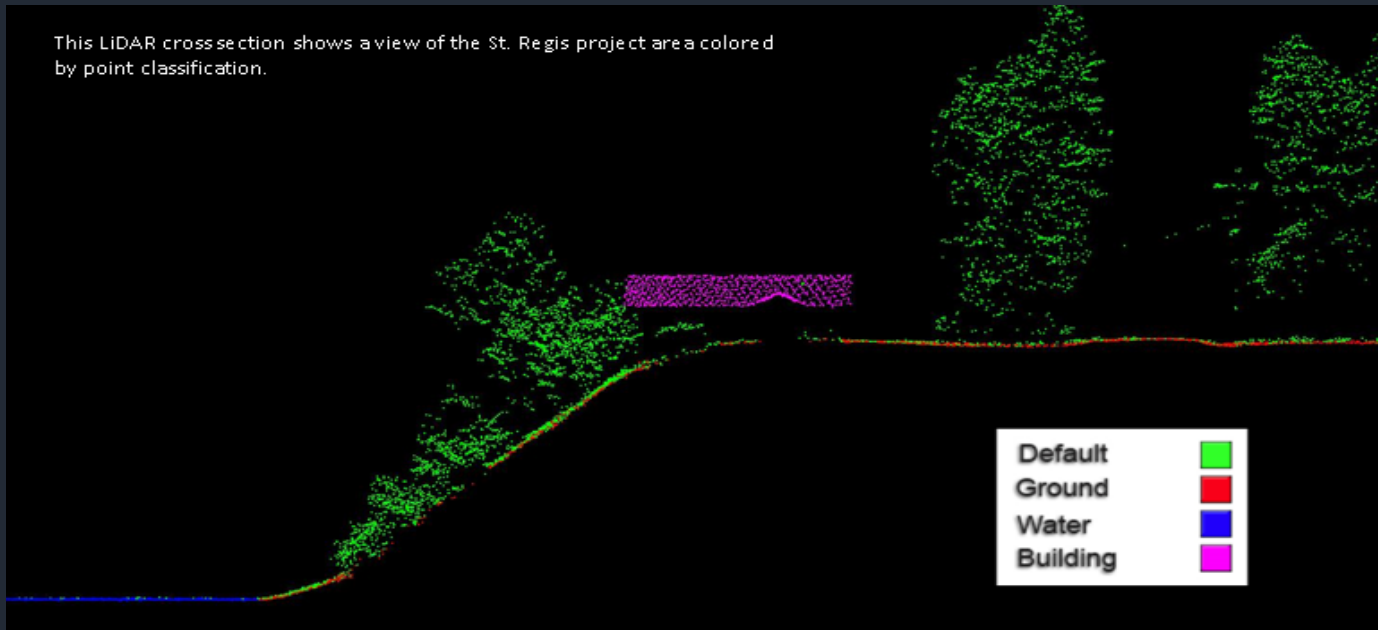 This LiDAR cross section shows a view of the St. Regis project area colored
by point classification.
Default
Ground
Water
Building